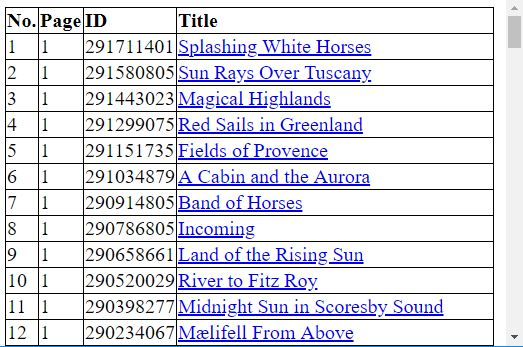 No. Page ID Title
1 1 291711401 Splashing White Horses
2 1 291580805 Sun Rays Over Tuscany
3 1 291443023 Magical Highlands
4 1 291299075 Red Sails in Greenland
5 1 291151735 Fields of Provence
6 1 291034879 A Cabin and the Aurora
7 1 290914805 Band of Horses
8 1 290786805 Incoming
9 1 290658661 Land of the Rising Sun
10 1 290520029 River to Fitz Roy
11 1 290398277 Midnight Sun in Scoresby Sound
12 1 290234067 Mælifell From Above